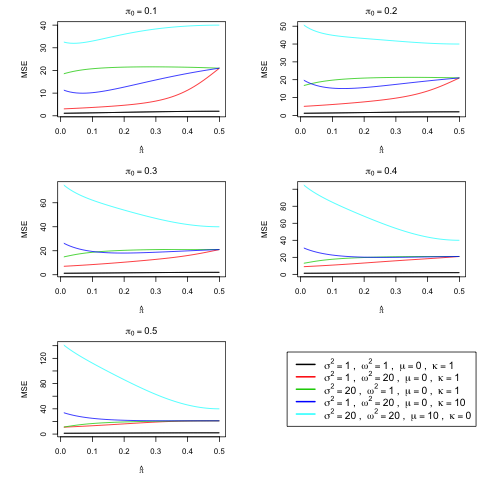 π₀ = 0.1
MSE
0 10 20 30 40
0.0 0.1 0.2 0.3 0.4 0.5
π̂
π₀ = 0.2
MSE
0 10 20 30 40 50
0.0 0.1 0.2 0.3 0.4 0.5
π̂
π₀ = 0.3
MSE
0 20 40 60
0.0 0.1 0.2 0.3 0.4 0.5
π̂
π₀ = 0.4
MSE
0 20 40 60 80
0.0 0.1 0.2 0.3 0.4 0.5
π̂
π₀ = 0.5
MSE
0 40 80 120
0.0 0.1 0.2 0.3 0.4 0.5
π̂
σ² = 1 , ω² = 1 , μ = 0 , κ = 1
σ² = 1 , ω² = 20 , μ = 0 , κ = 1
σ² = 20 , ω² = 1 , μ = 0 , κ = 1
σ² = 1 , ω² = 20 , μ = 0 , κ = 10
σ² = 20 , ω² = 20 , μ = 10 , κ = 0